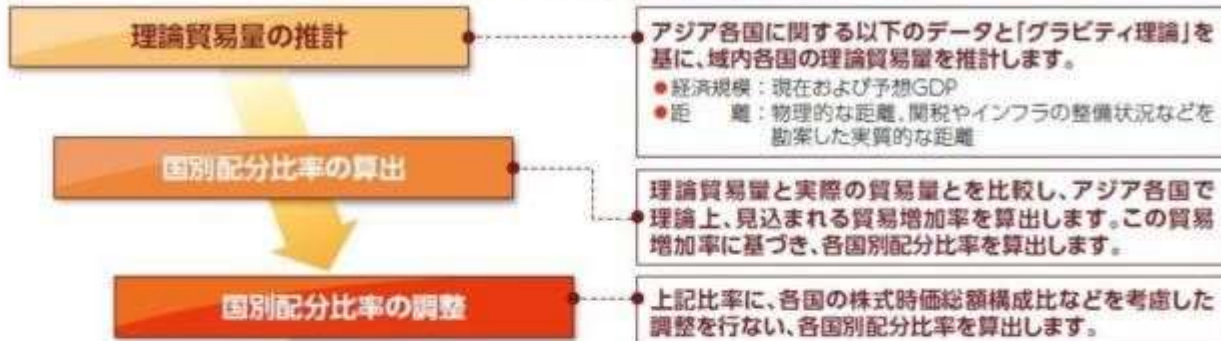 理論貿易量の推計
アジア各国に関する以下のデータと「グラビティ理論」を
基に、域内各国の理論貿易量を推計します。
●経済規模：現在および予想GDP
●距　　離：物理的な距離、関税やインフラの整備状況などを
勘案した実質的な距離
国別配分比率の算出
理論貿易量と実際の貿易量とを比較し、アジア各国で
理論上、見込まれる貿易増加率を算出します。この貿易
増加率に基づき、各国別配分比率を算出します。
国別配分比率の調整
上記比率に、各国の株式時価総額構成比などを考慮した
調整を行ない、各国別配分比率を算出します。